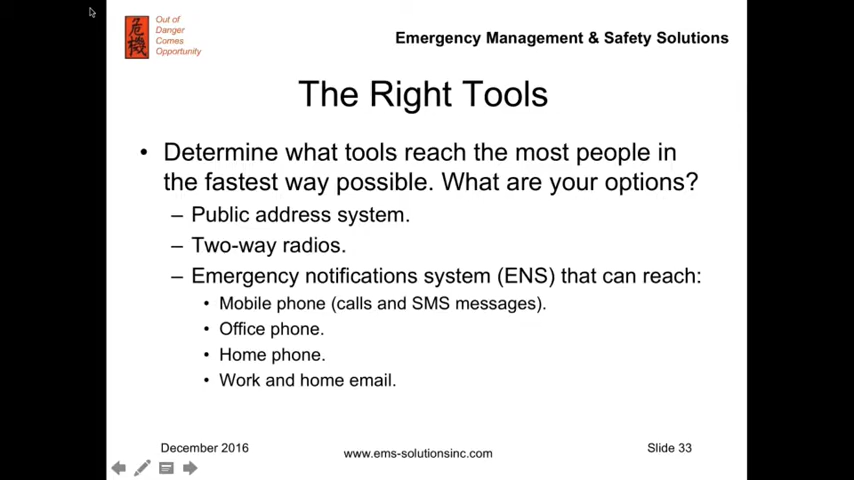 危機
Out of
Danger
Comes
Opportunity
Emergency Management & Safety Solutions
The Right Tools
• Determine what tools reach the most people in
the fastest way possible. What are your options?
– Public address system.
– Two-way radios.
– Emergency notifications system (ENS) that can reach:
• Mobile phone (calls and SMS messages).
• Office phone.
• Home phone.
• Work and home email.
December 2016
www.ems-solutionsinc.com
Slide 33